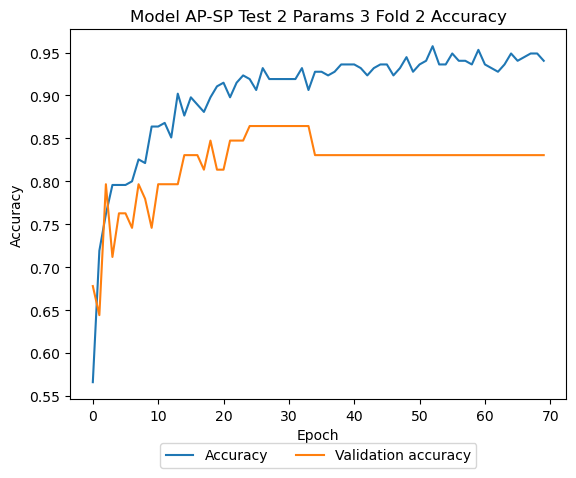 Model AP-SP Test 2 Params 3 Fold 2 Accuracy
0.95
0.90
0.85
0.80
0.75
0.70
0.65
0.60
0.55
Accuracy
0 10 20 30 40 50 60 70
Epoch
Accuracy Validation accuracy